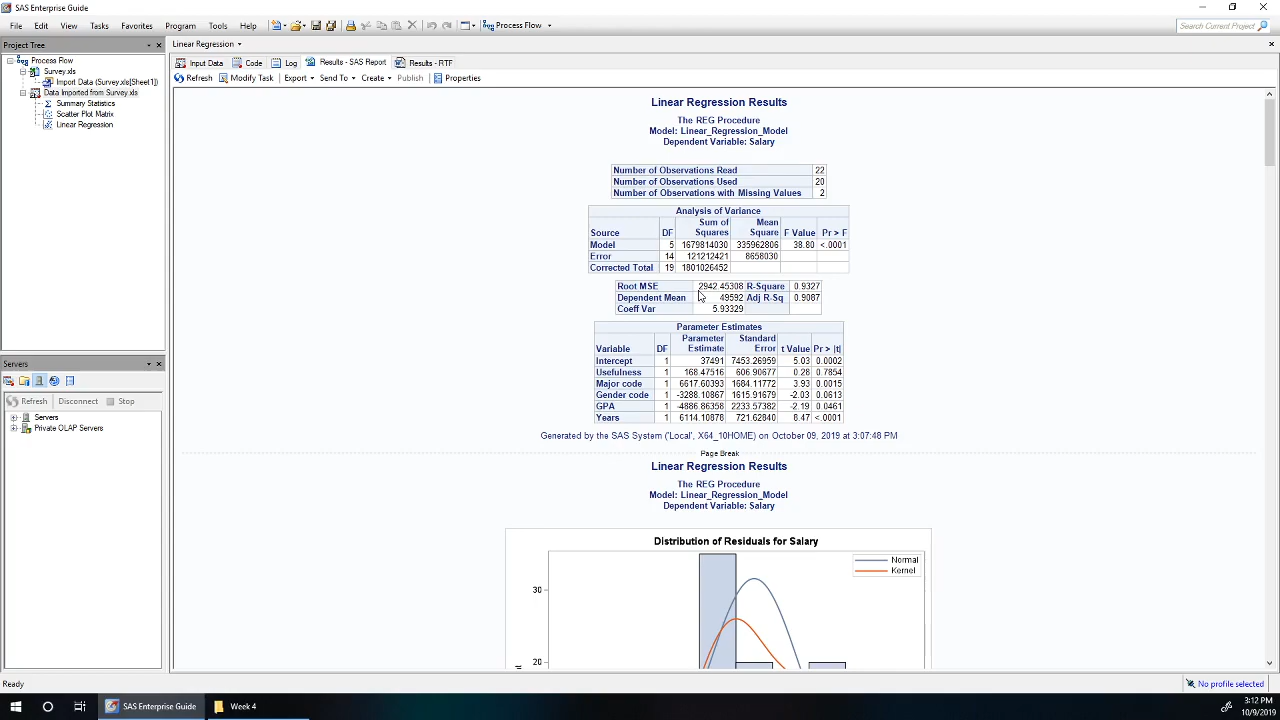 SAS Enterprise Guide
File Edit View Tasks Favorites Program Tools Help Process Flow Search Current Project
Project Tree
Process Flow
Survey.xls
Import Data (Survey.xls[Sheet1])
Data Imported from Survey.xls
Summary Statistics
Scatter Plot Matrix
Linear Regression
Servers
Refresh Disconnect Stop
Servers
Private OLAP Servers
Linear Regression
Input Data Code Log Results - SAS Report Results - RTF
Refresh Modify Task Export Send To Create Publish Properties
Linear Regression Results
The REG Procedure
Model: Linear_Regression_Model
Dependent Variable: Salary
Number of Observations Read 22
Number of Observations Used 20
Number of Observations with Missing Values 2
Analysis of Variance
Source DF Sum of Squares Mean Square F Value Pr > F
Model 5 1679814030 335962806 38.80 <.0001
Error 14 121212421 8658030
Corrected Total 19 1801026452
Root MSE 2942.45308 R-Square 0.9327
Dependent Mean 49592 Adj R-Sq 0.9087
Coeff Var 5.93329
Parameter Estimates
Variable DF Parameter Estimate Standard Error t Value Pr > |t|
Intercept 1 37491 7453.26959 5.03 0.0002
Usefulness 1 168.47516 606.90677 0.28 0.7854
Major code 1 6617.60393 1684.11772 3.93 0.0015
Gender code 1 -3288.10867 1615.91679 -2.03 0.0613
GPA 1 -4886.86358 2233.57382 -2.19 0.0461
Years 1 6114.10878 721.62840 8.47 <.0001
Generated by the SAS System ('Local', X64_10HOME) on October 09, 2019 at 3:07:48 PM
Page Break
Linear Regression Results
The REG Procedure
Model: Linear_Regression_Model
Dependent Variable: Salary
Distribution of Residuals for Salary
Normal
Kernel
30
20
Ready
No profile selected
SAS Enterprise Guide Week 4
3:12 PM
10/9/2019